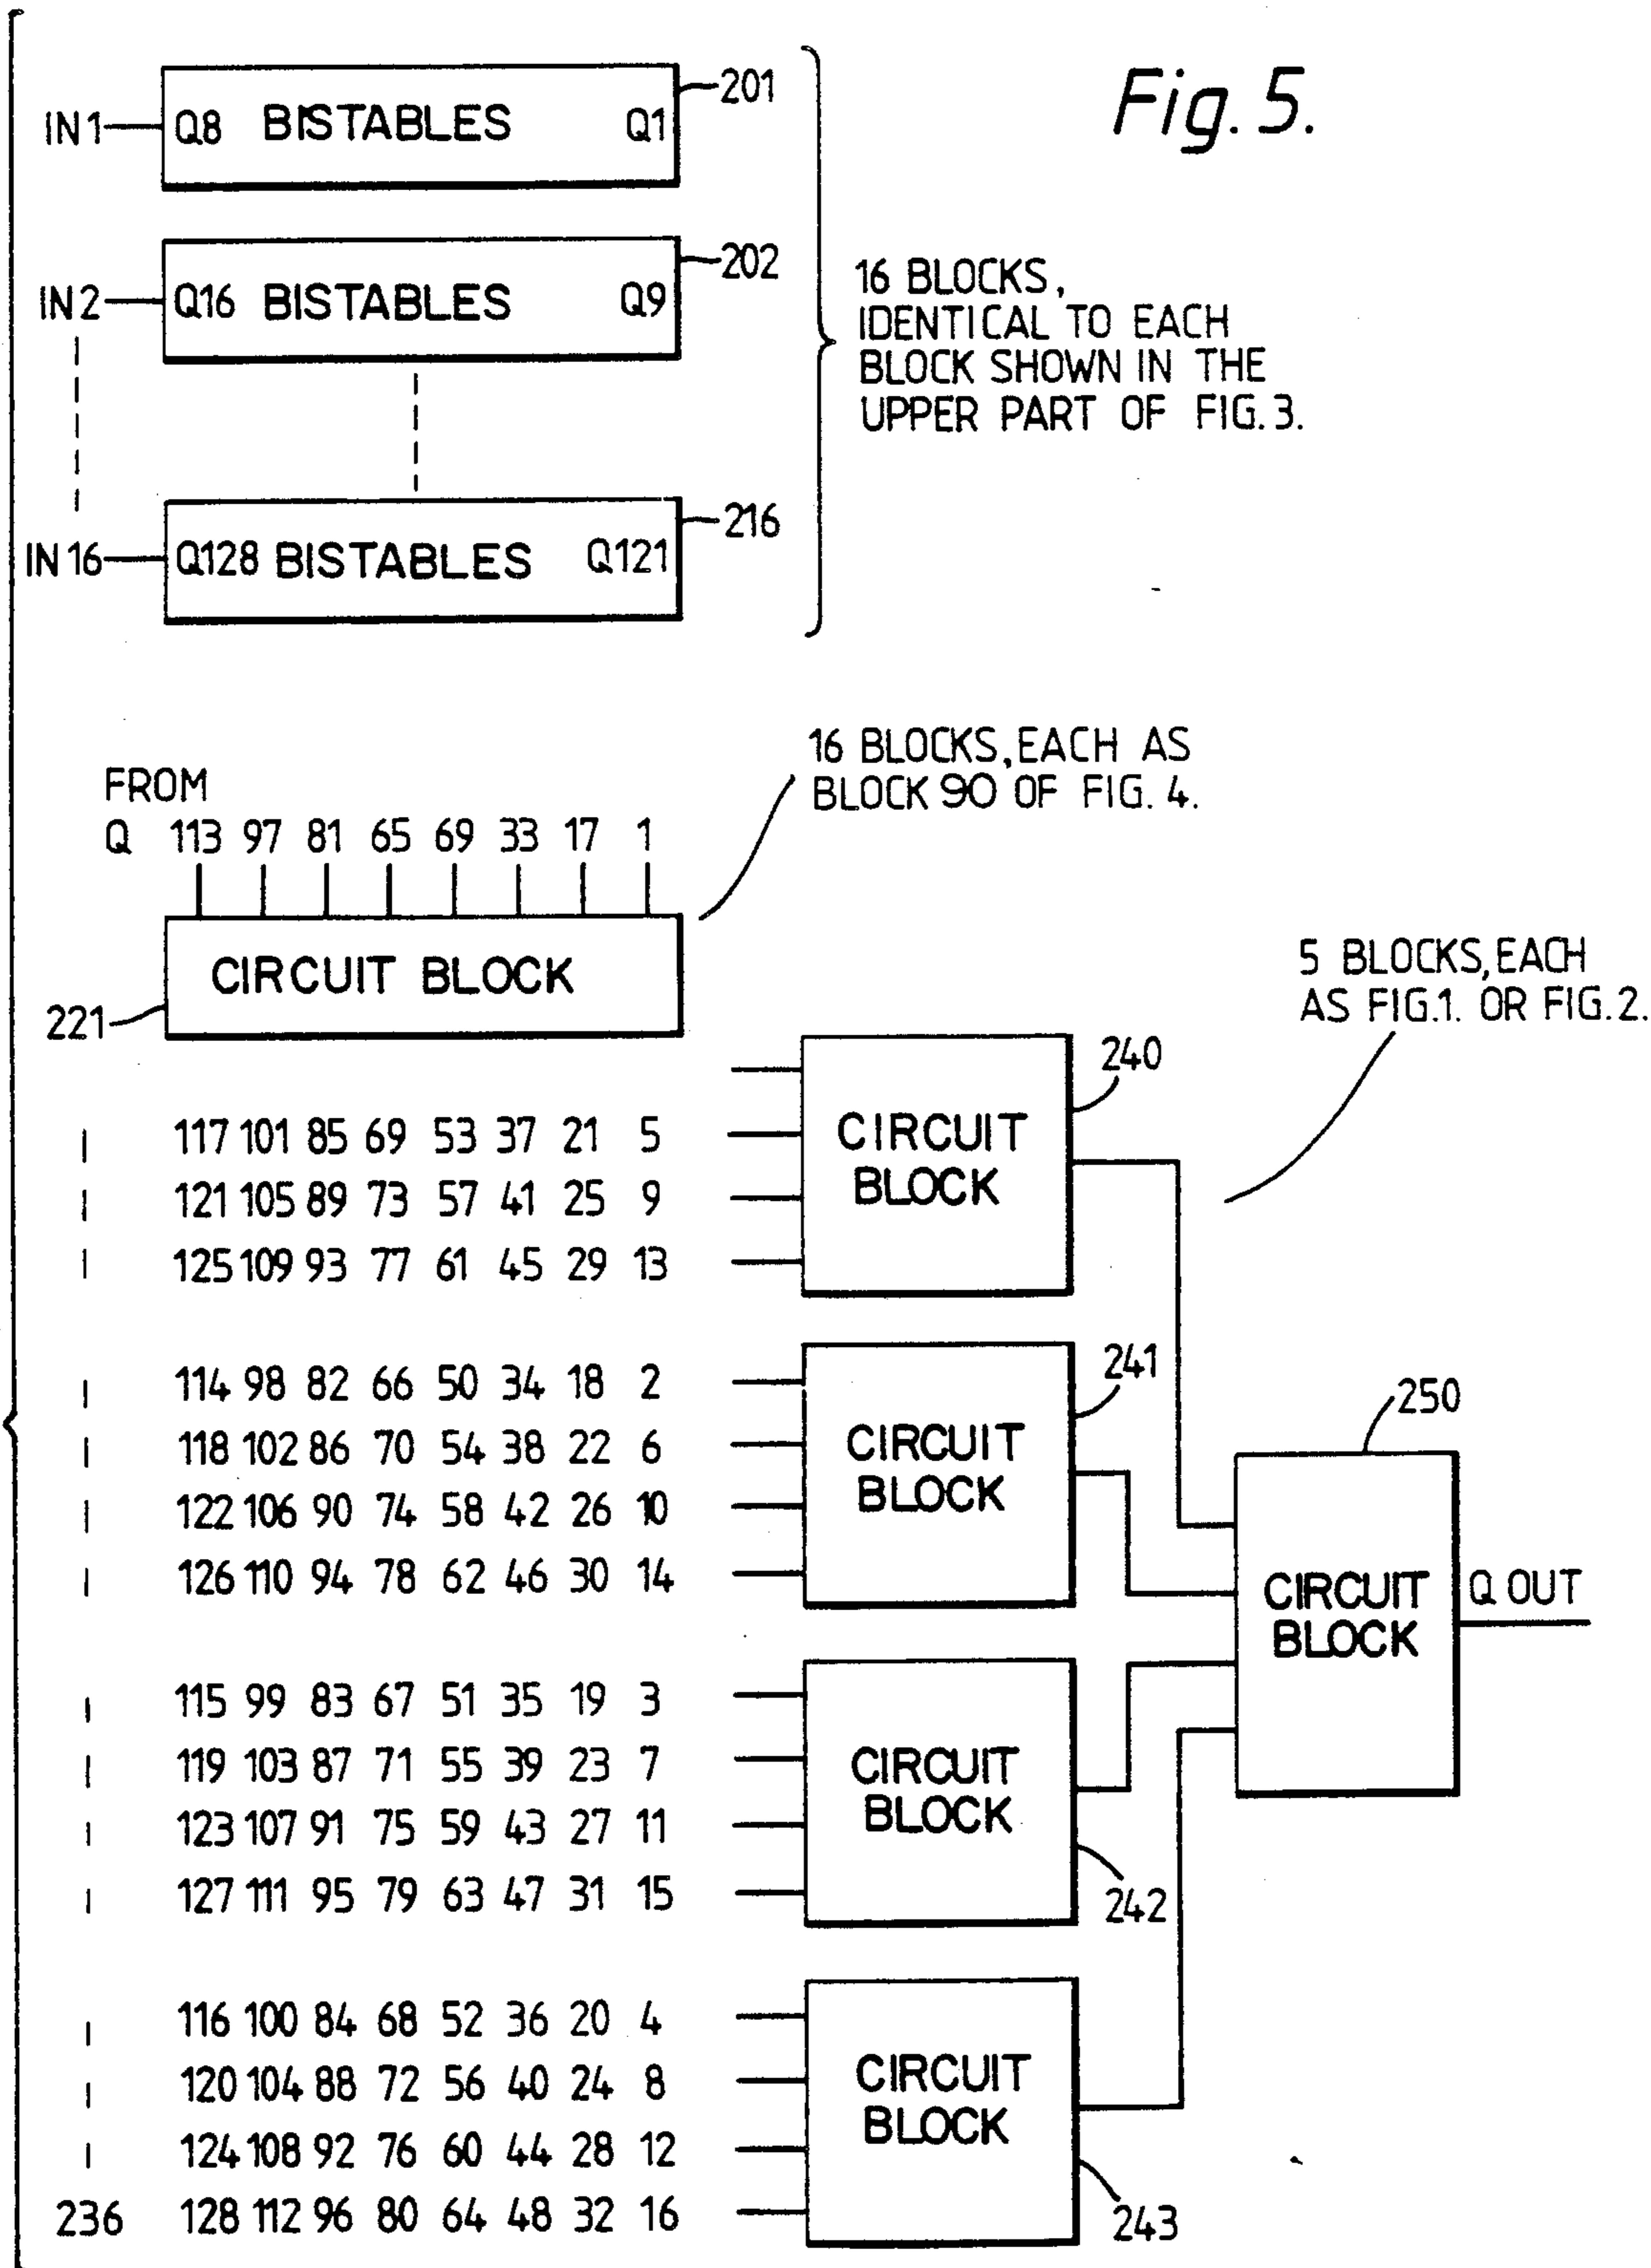 Fig. 5.
IN1 Q8 BISTABLES Q1 201
IN2 Q16 BISTABLES Q9 202
IN 16 Q128 BISTABLES Q121 216
16 BLOCKS,
IDENTICAL TO EACH
BLOCK SHOWN IN THE
UPPER PART OF FIG. 3.
16 BLOCKS, EACH AS
BLOCK 90 OF FIG. 4.
FROM
Q 113 97 81 65 69 33 17 1
CIRCUIT BLOCK
221
5 BLOCKS, EACH
AS FIG.1. OR FIG.2.
240
CIRCUIT
BLOCK
117 101 85 69 53 37 21 5
121 105 89 73 57 41 25 9
125 109 93 77 61 45 29 13
241
CIRCUIT
BLOCK
114 98 82 66 50 34 18 2
118 102 86 70 54 38 22 6
122 106 90 74 58 42 26 10
126 110 94 78 62 46 30 14
250
CIRCUIT
BLOCK
Q OUT
115 99 83 67 51 35 19 3
119 103 87 71 55 39 23 7
123 107 91 75 59 43 27 11
127 111 95 79 63 47 31 15
CIRCUIT
BLOCK
242
116 100 84 68 52 36 20 4
120 104 88 72 56 40 24 8
124 108 92 76 60 44 28 12
236 128 112 96 80 64 48 32 16
CIRCUIT
BLOCK
243